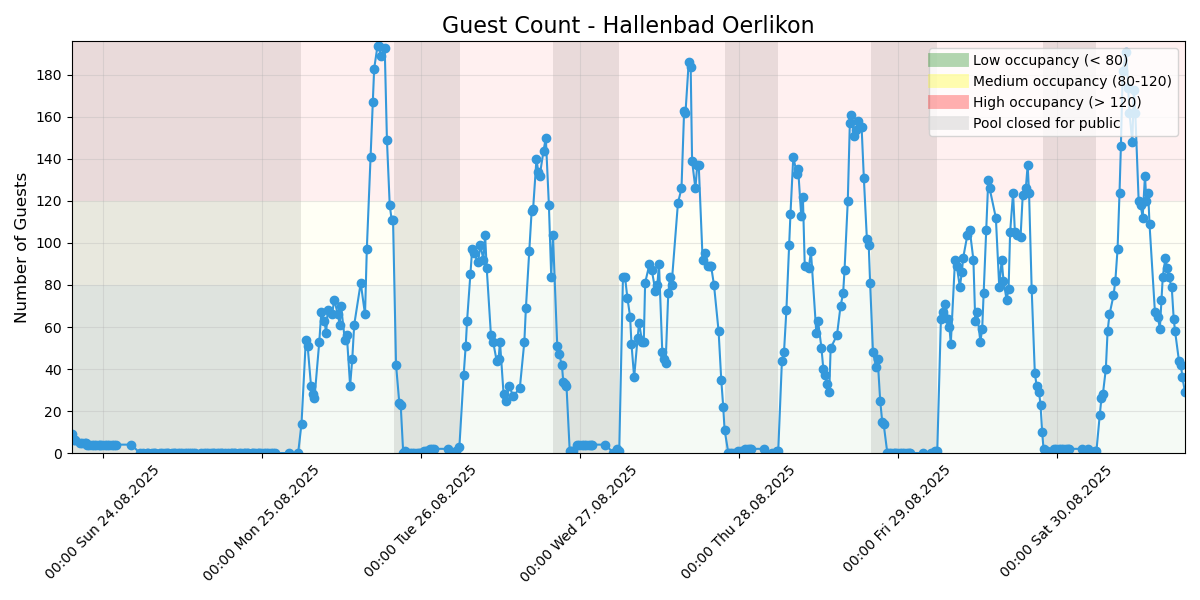 Guest Count - Hallenbad Oerlikon
Number of Guests
180
160
140
120
100
80
60
40
20
0
Low occupancy (< 80)
Medium occupancy (80-120)
High occupancy (> 120)
Pool closed for public
00:00 Sun 24.08.2025
00:00 Mon 25.08.2025
00:00 Tue 26.08.2025
00:00 Wed 27.08.2025
00:00 Thu 28.08.2025
00:00 Fri 29.08.2025
00:00 Sat 30.08.2025